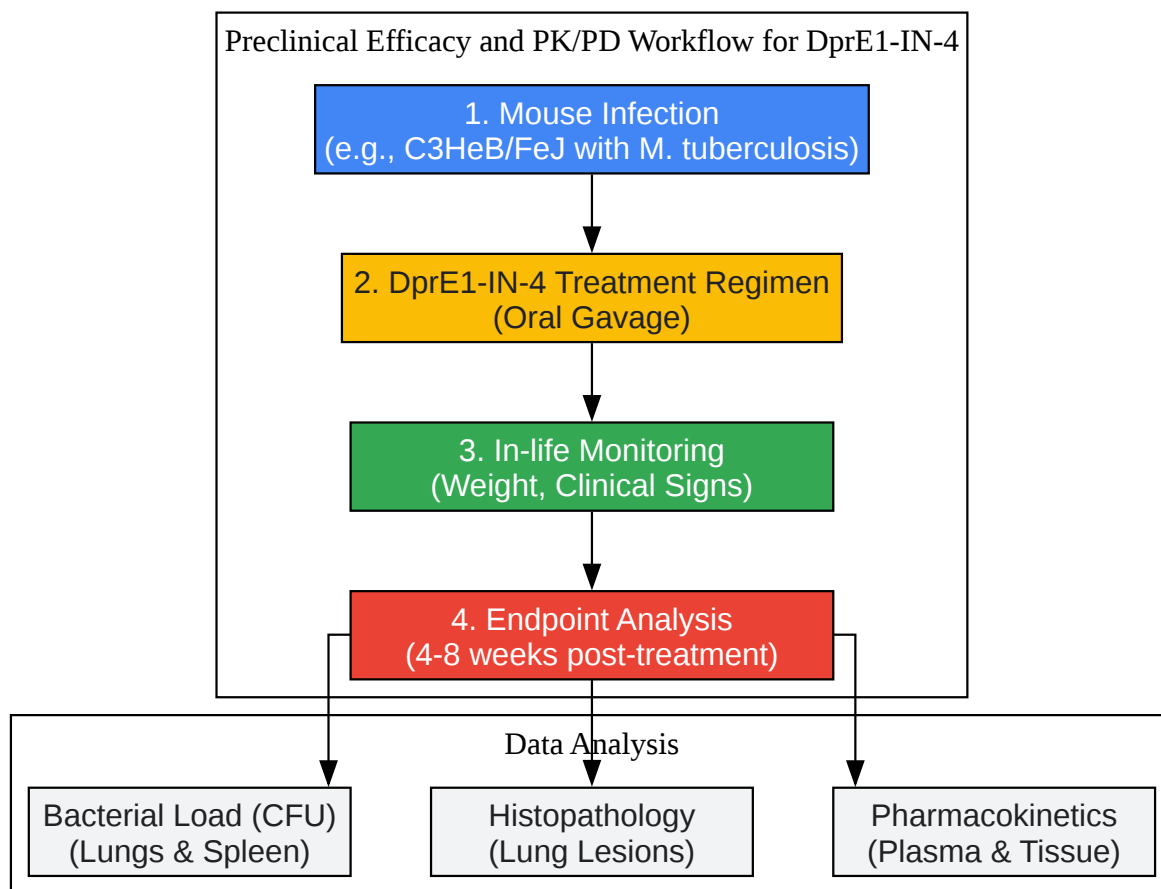 Preclinical Efficacy and PK/PD Workflow for DprE1-IN-4
1. Mouse Infection
(e.g., C3HeB/FeJ with M. tuberculosis)
2. DprE1-IN-4 Treatment Regimen
(Oral Gavage)
3. In-life Monitoring
(Weight, Clinical Signs)
4. Endpoint Analysis
(4-8 weeks post-treatment)
Data Analysis
Bacterial Load (CFU)
(Lungs & Spleen)
Histopathology
(Lung Lesions)
Pharmacokinetics
(Plasma & Tissue)